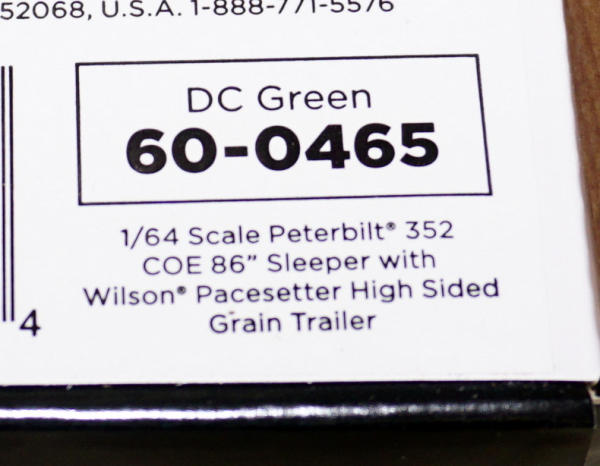 52068, U.S.A. 1-888-771-5576
DC Green
60-0465
1/64 Scale Peterbilt® 352
COE 86” Sleeper with
Wilson® Pacesetter High Sided
Grain Trailer
4